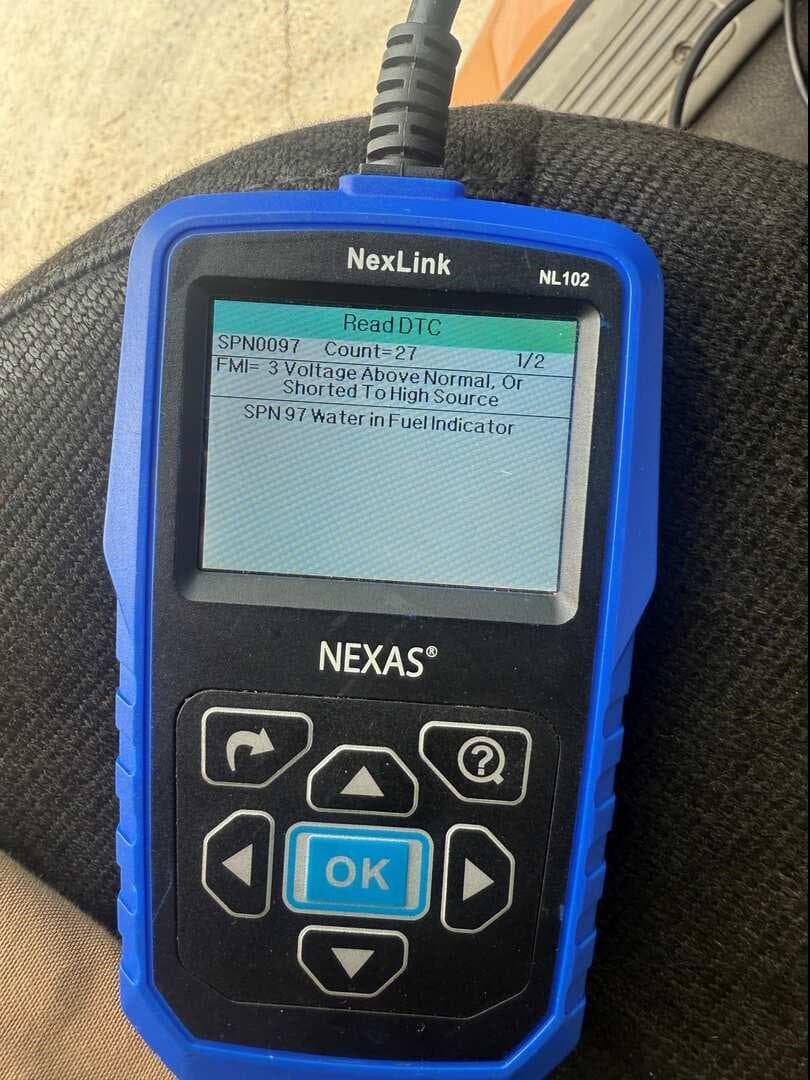 NexLink
NL102
Read DTC
SPN0097 Count=27 1/2
FMI= 3 Voltage Above Normal, Or
Shorted To High Source
SPN 97 Water in Fuel Indicator
NEXAS®
?
OK